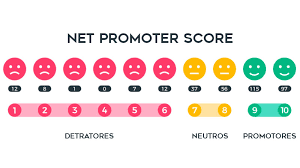 NET PROMOTER SCORE
12 8 1 0 7 12 37 56 115 97
1 2 3 4 5 6 7 8 9 10
DETRATORES NEUTROS PROMOTORES